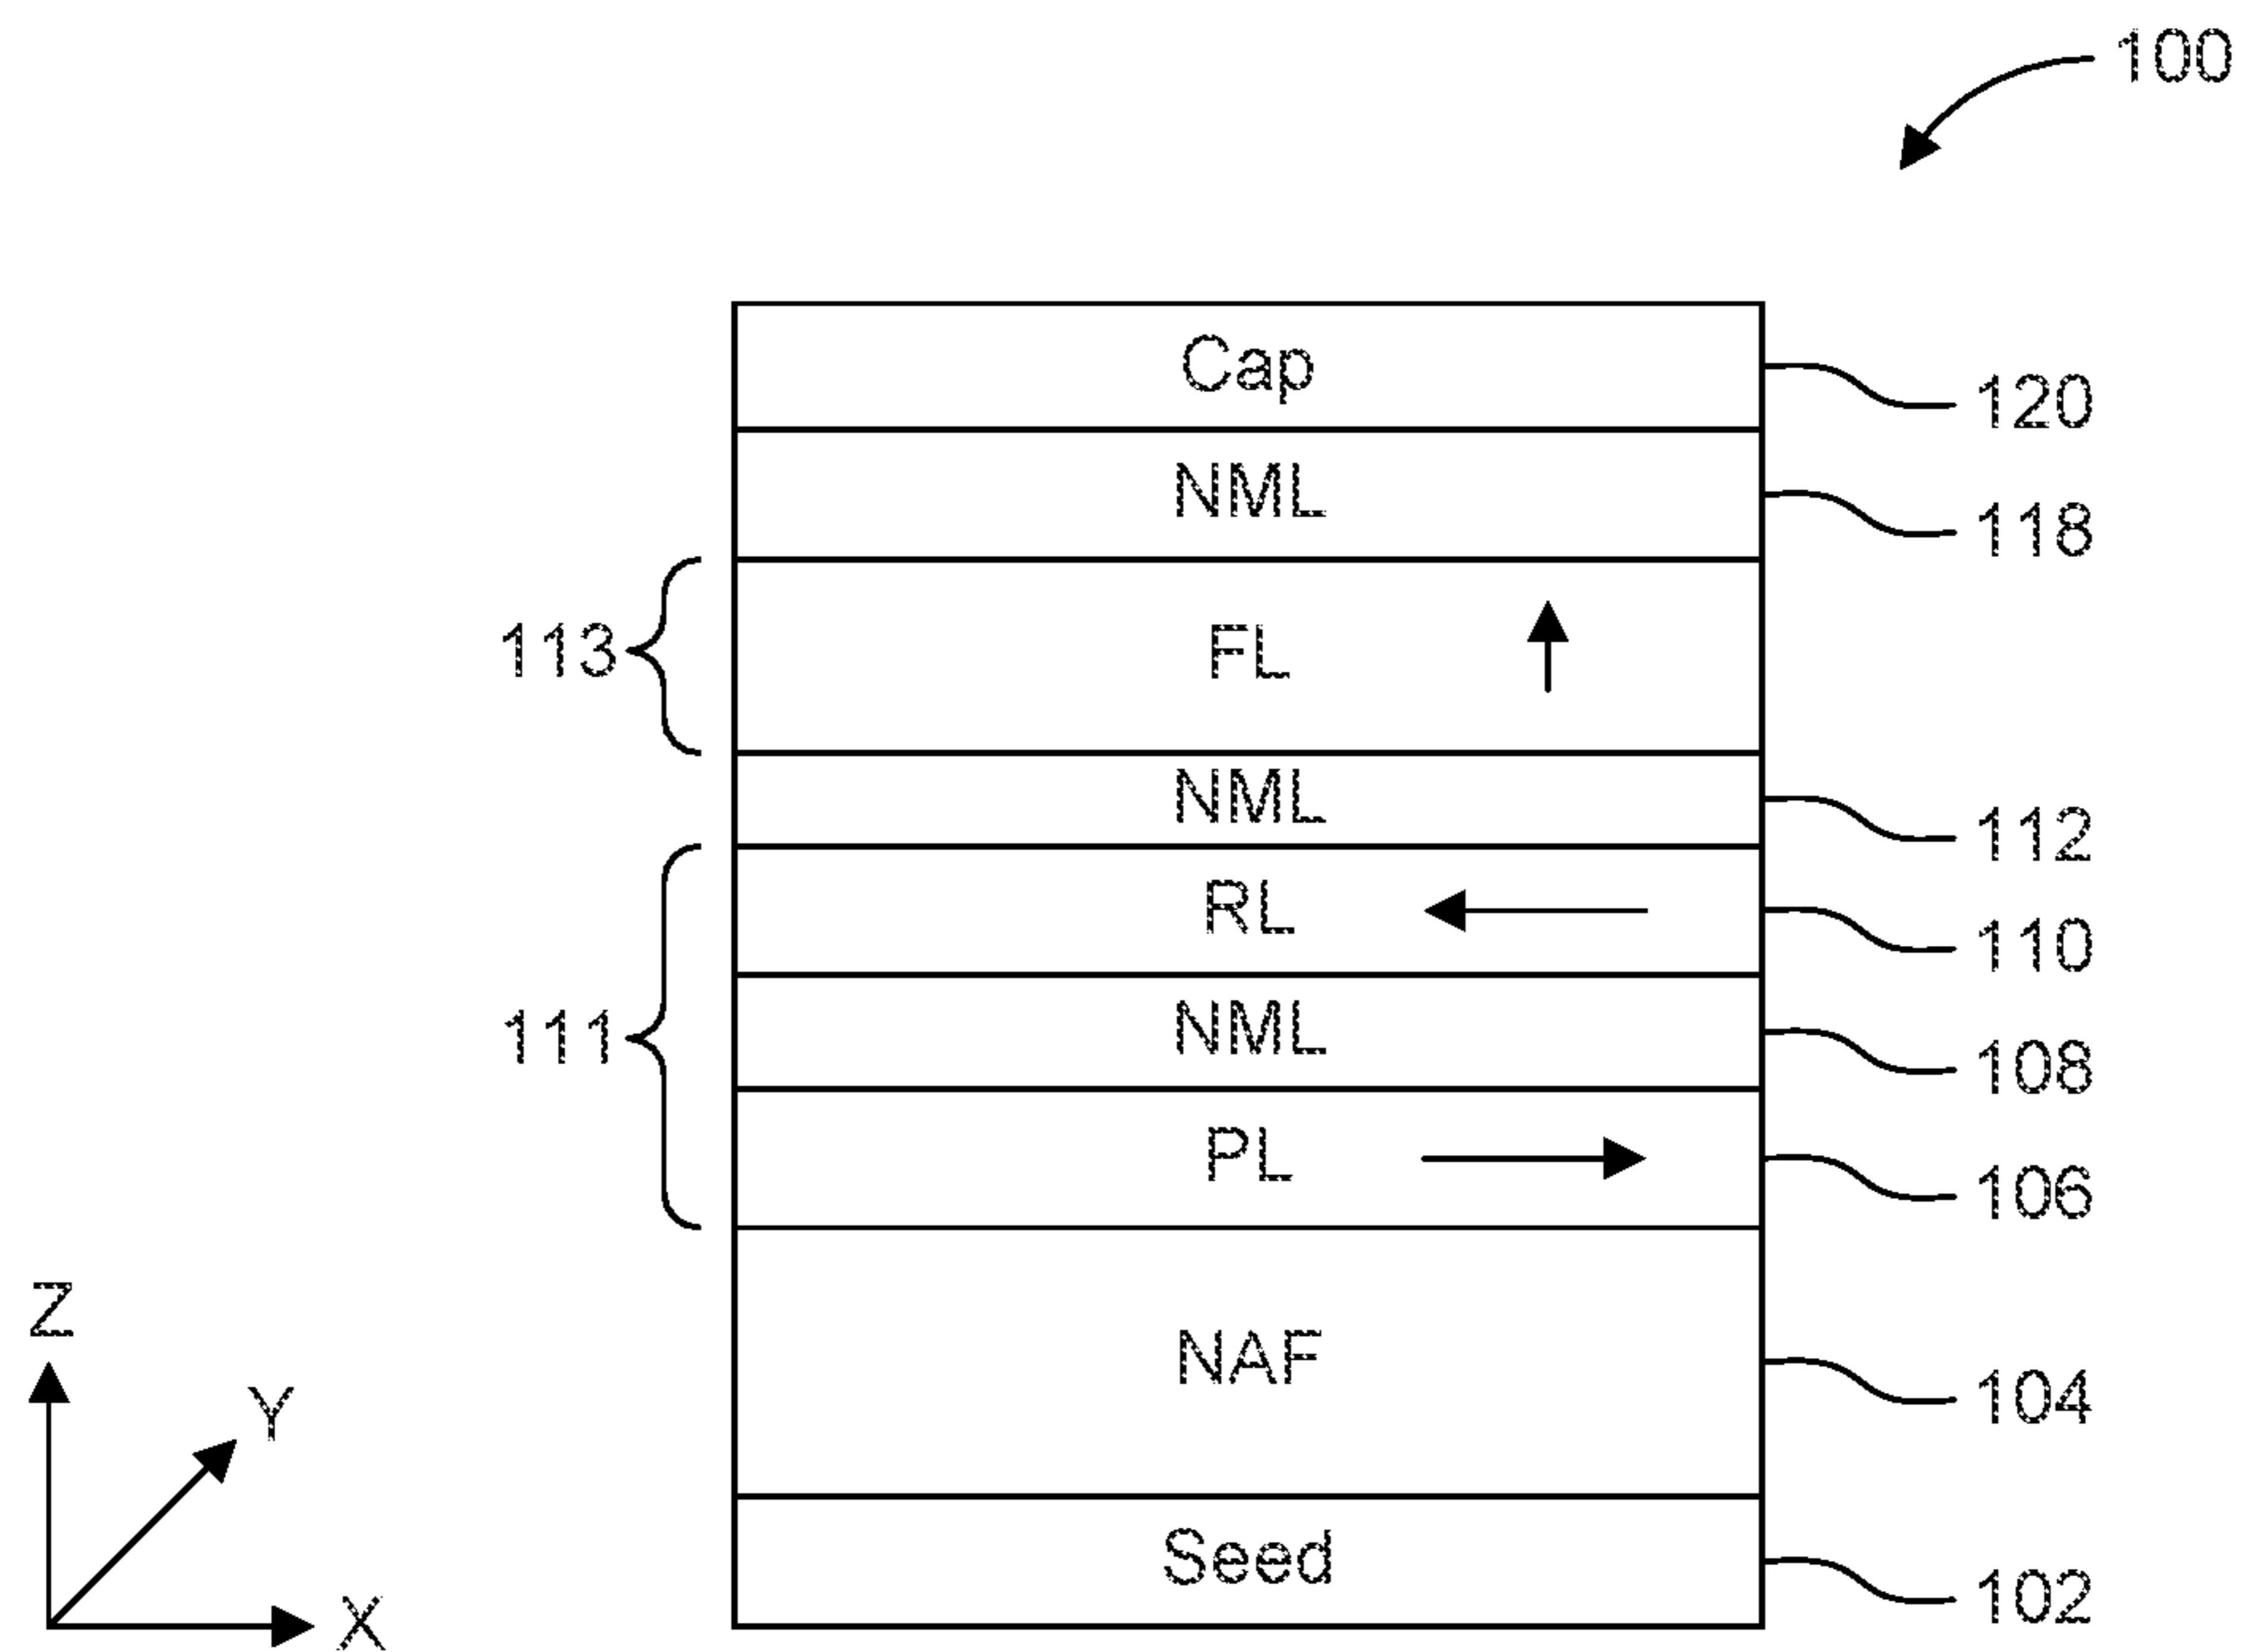 100
Cap
120
NML
118
113
FL
NML
112
RL
110
111
NML
108
PL
106
Z
Y
NAF
104
Seed
102
X